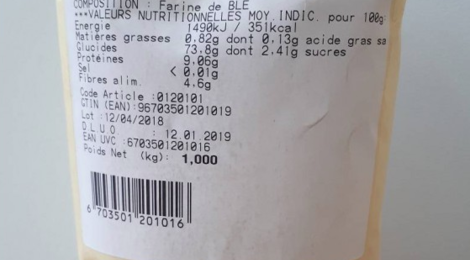 COMPOSITION : Farine de BLE
***VALEURS NUTRITIONNELLES MOY.INDIC. pour 100g.
Energie 1490kJ / 351kcal
Matieres grasses 0.82g dont 0.13g acide gras sa
Glucides 73.8g dont 2.41g sucres
Protéines 9.06g
Sel < 0.01g
Fibres alim. 4.6g
Code Article :0120101
GTIN (EAN):96703501201019
Lot :12/04/2018
D L U O : 12.01.2019
EAN UVC :6703501201016
Poids Net (kg): 1,000
6 703501 201016